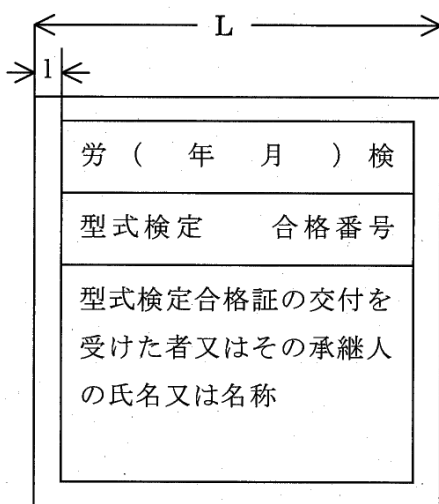 L
l
労（　年　月　）検
型式検定　合格番号
型式検定合格証の交付を
受けた者又はその承継人
の氏名又は名称